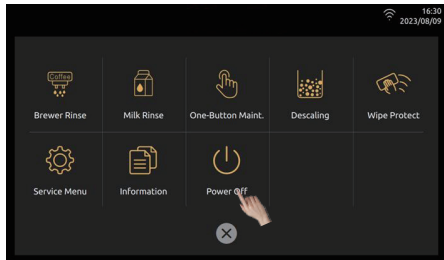 16:30
2023/08/09
Coffee
Brewer Rinse
Milk Rinse
One-Button Maint.
Descaling
Wipe Protect
Service Menu
Information
Power Off